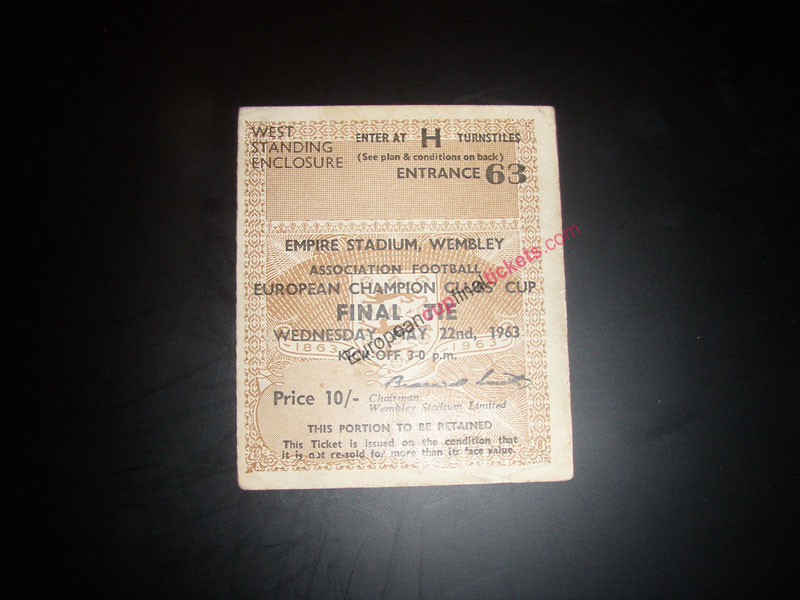 WEST
STANDING
ENCLOSURE
ENTER AT H TURNSTILES
(See plan & conditions on back)
ENTRANCE 63
EMPIRE STADIUM, WEMBLEY
ASSOCIATION FOOTBALL
EUROPEAN CHAMPION CLUBS CUP
FINAL TIE
WEDNESDAY, MAY 22nd, 1963
1863 1963
KICK-OFF 3-0 p.m.
Price 10/-
Chairman,
Wembley Stadium Limited
THIS PORTION TO BE RETAINED
This Ticket is issued on the condition that
it is not re-sold for more than its face value.
Europeancupfinaltickets.com